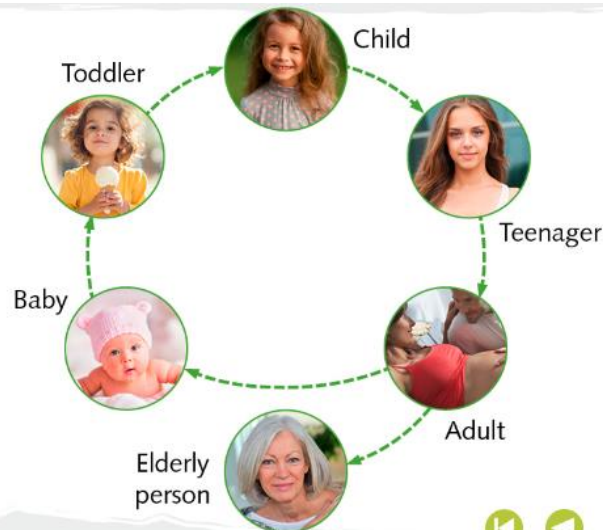 Child
Toddler
Teenager
Baby
Adult
Elderly
person